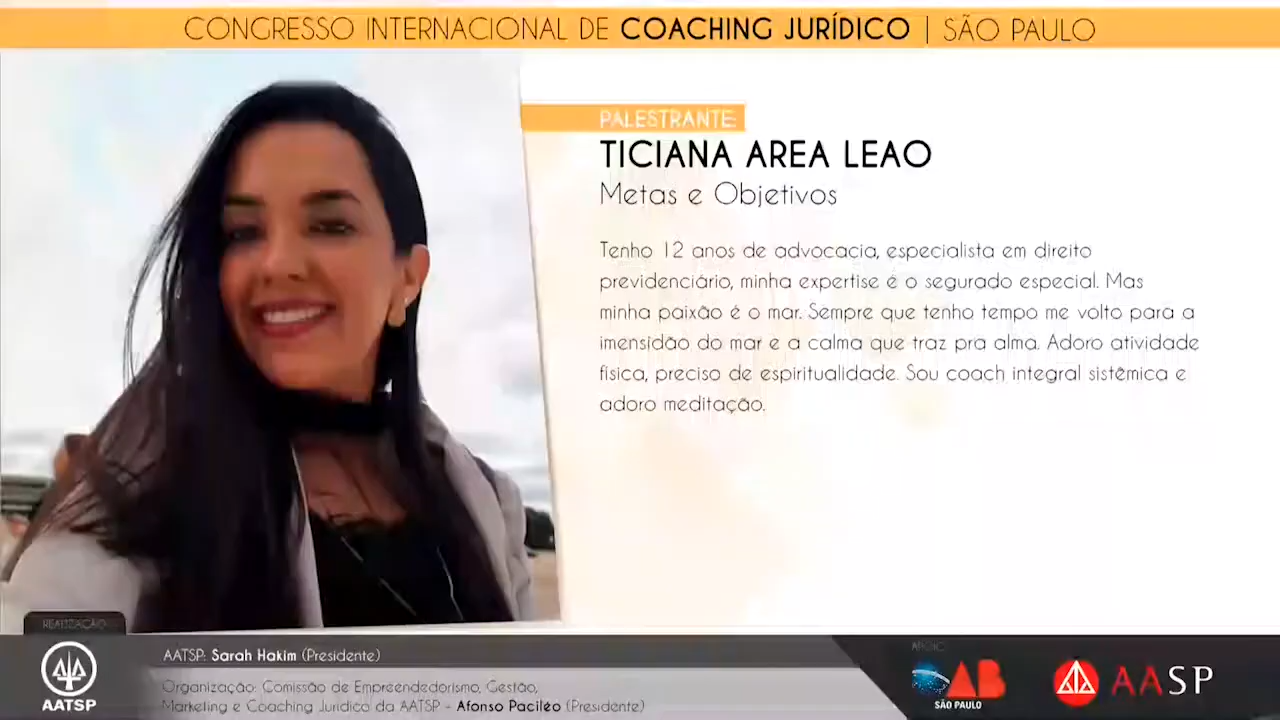 CONGRESSO INTERNACIONAL DE COACHING JURÍDICO | SÃO PAULO
PALESTRANTE:
TICIANA AREA LEAO
Metas e Objetivos
Tenho 12 anos de advocacia, especialista em direito
previdenciário, minha expertise é o segurado especial. Mas
minha paixão é o mar. Sempre que tenho tempo me volto para a
imensidão do mar e a calma que traz pra alma. Adoro atividade
física, preciso de espiritualidade. Sou coach integral sistêmica e
adoro meditação.
REALIZAÇÃO
AATSP
AATSP: Sarah Hakim (Presidente)
Organização: Comissão de Empreendedorismo, Gestão,
Marketing e Coaching Jurídico da AATSP - Afonso Paciléo (Presidente)
APOIO
OAB
SÃO PAULO
AASP